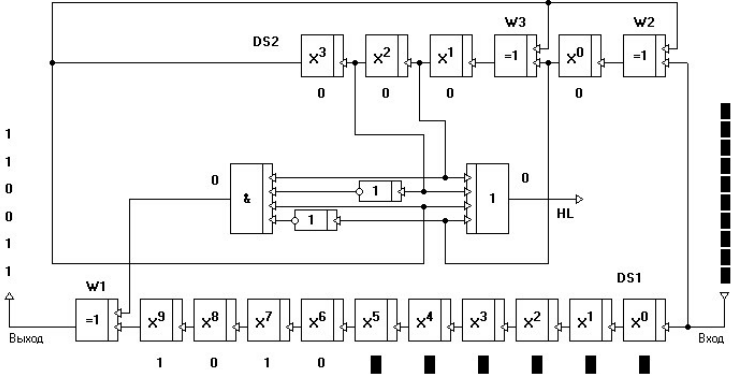 W3 W2
DS2 x3 x2 x1 =1 x0 =1
0 0 0 0
1
1
0
0
1
1
0 & 1 1 1 0
HL
W1 DS1
=1 x9 x8 x7 x6 x5 x4 x3 x2 x1 x0
Выход Вход
1 0 1 0